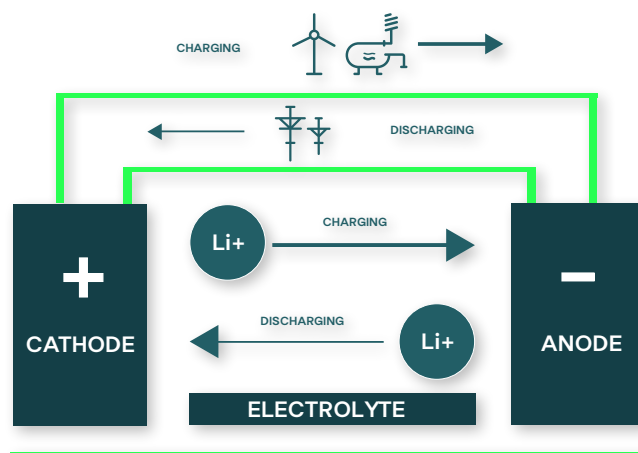 CHARGING
DISCHARGING
Li+
CHARGING
DISCHARGING
Li+
+
CATHODE
−
ANODE
ELECTROLYTE